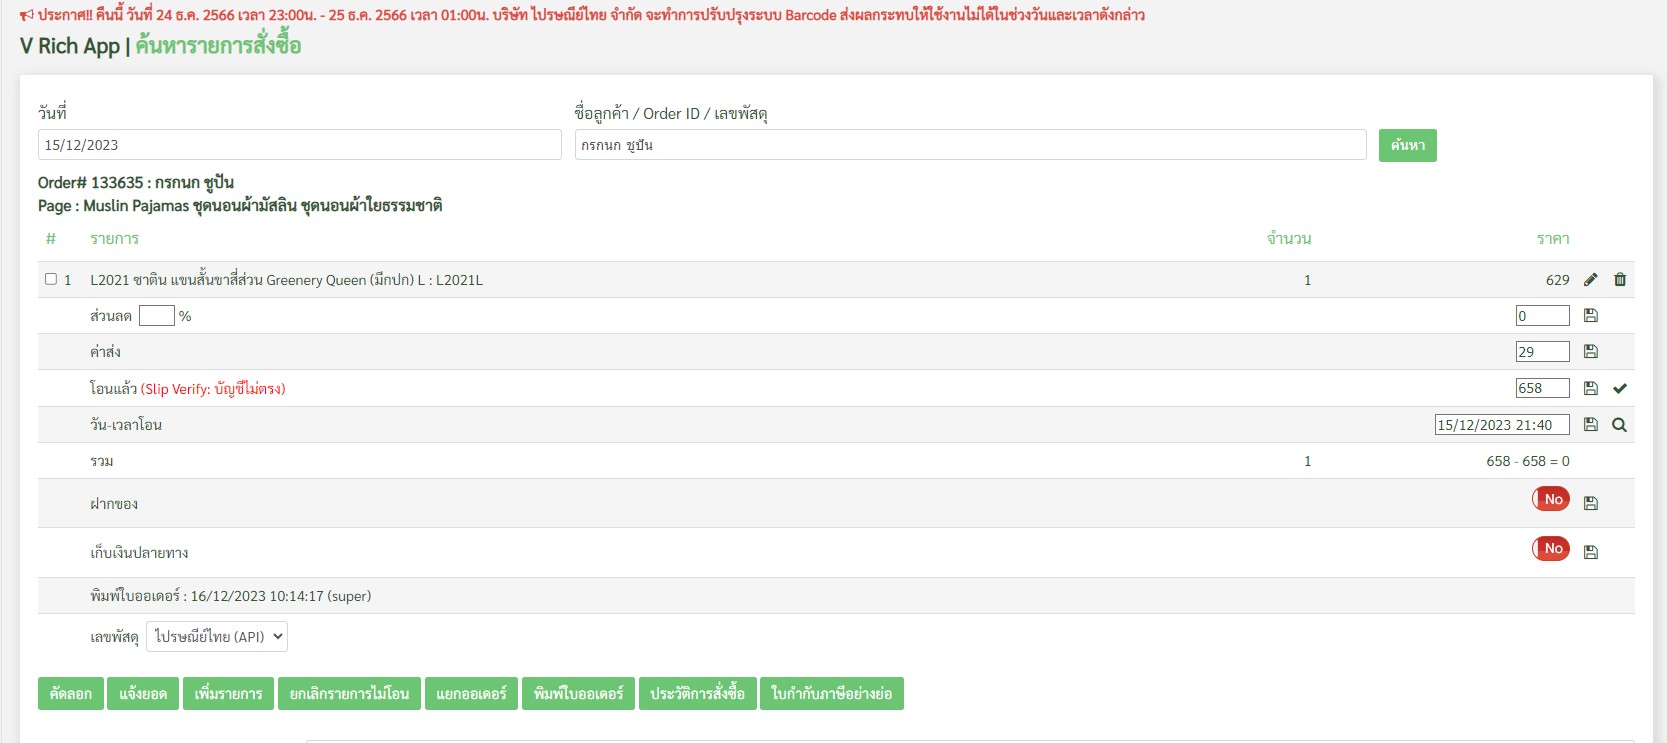 ประกาศ!! คืนนี้ วันที่ 24 ธ.ค. 2566 เวลา 23:00น. - 25 ธ.ค. 2566 เวลา 01:00น. บริษัท ไปรษณีย์ไทย จำกัด จะทำการปรับปรุงระบบ Barcode ส่งผลกระทบให้ใช้งานไม่ได้ในช่วงวันและเวลาดังกล่าว
V Rich App | ค้นหารายการสั่งซื้อ
วันที่ ชื่อลูกค้า / Order ID / เลขพัสดุ
15/12/2023 กรกนก ชูปัน ค้นหา
Order# 133635 : กรกนก ชูปัน
Page : Muslin Pajamas ชุดนอนผ้ามัสลิน ชุดนอนผ้าใยธรรมชาติ
# รายการ จำนวน ราคา
1 L2021 ซาติน แขนสั้นขาสี่ส่วน Greenery Queen (มีกปก) L : L2021L 1 629
ส่วนลด % 0
ค่าส่ง 29
โอนแล้ว (Slip Verify: บัญชีไม่ตรง) 658
วัน-เวลาโอน 15/12/2023 21:40
รวม 1 658 - 658 = 0
ฝากของ No
เก็บเงินปลายทาง No
พิมพ์ใบออเดอร์ : 16/12/2023 10:14:17 (super)
เลขพัสดุ ไปรษณีย์ไทย (API)
คัดลอก แจ้งยอด เพิ่มรายการ ยกเลิกรายการไม่โอน แยกออเดอร์ พิมพ์ใบออเดอร์ ประวัติการสั่งซื้อ ใบกำกับภาษีอย่างย่อ